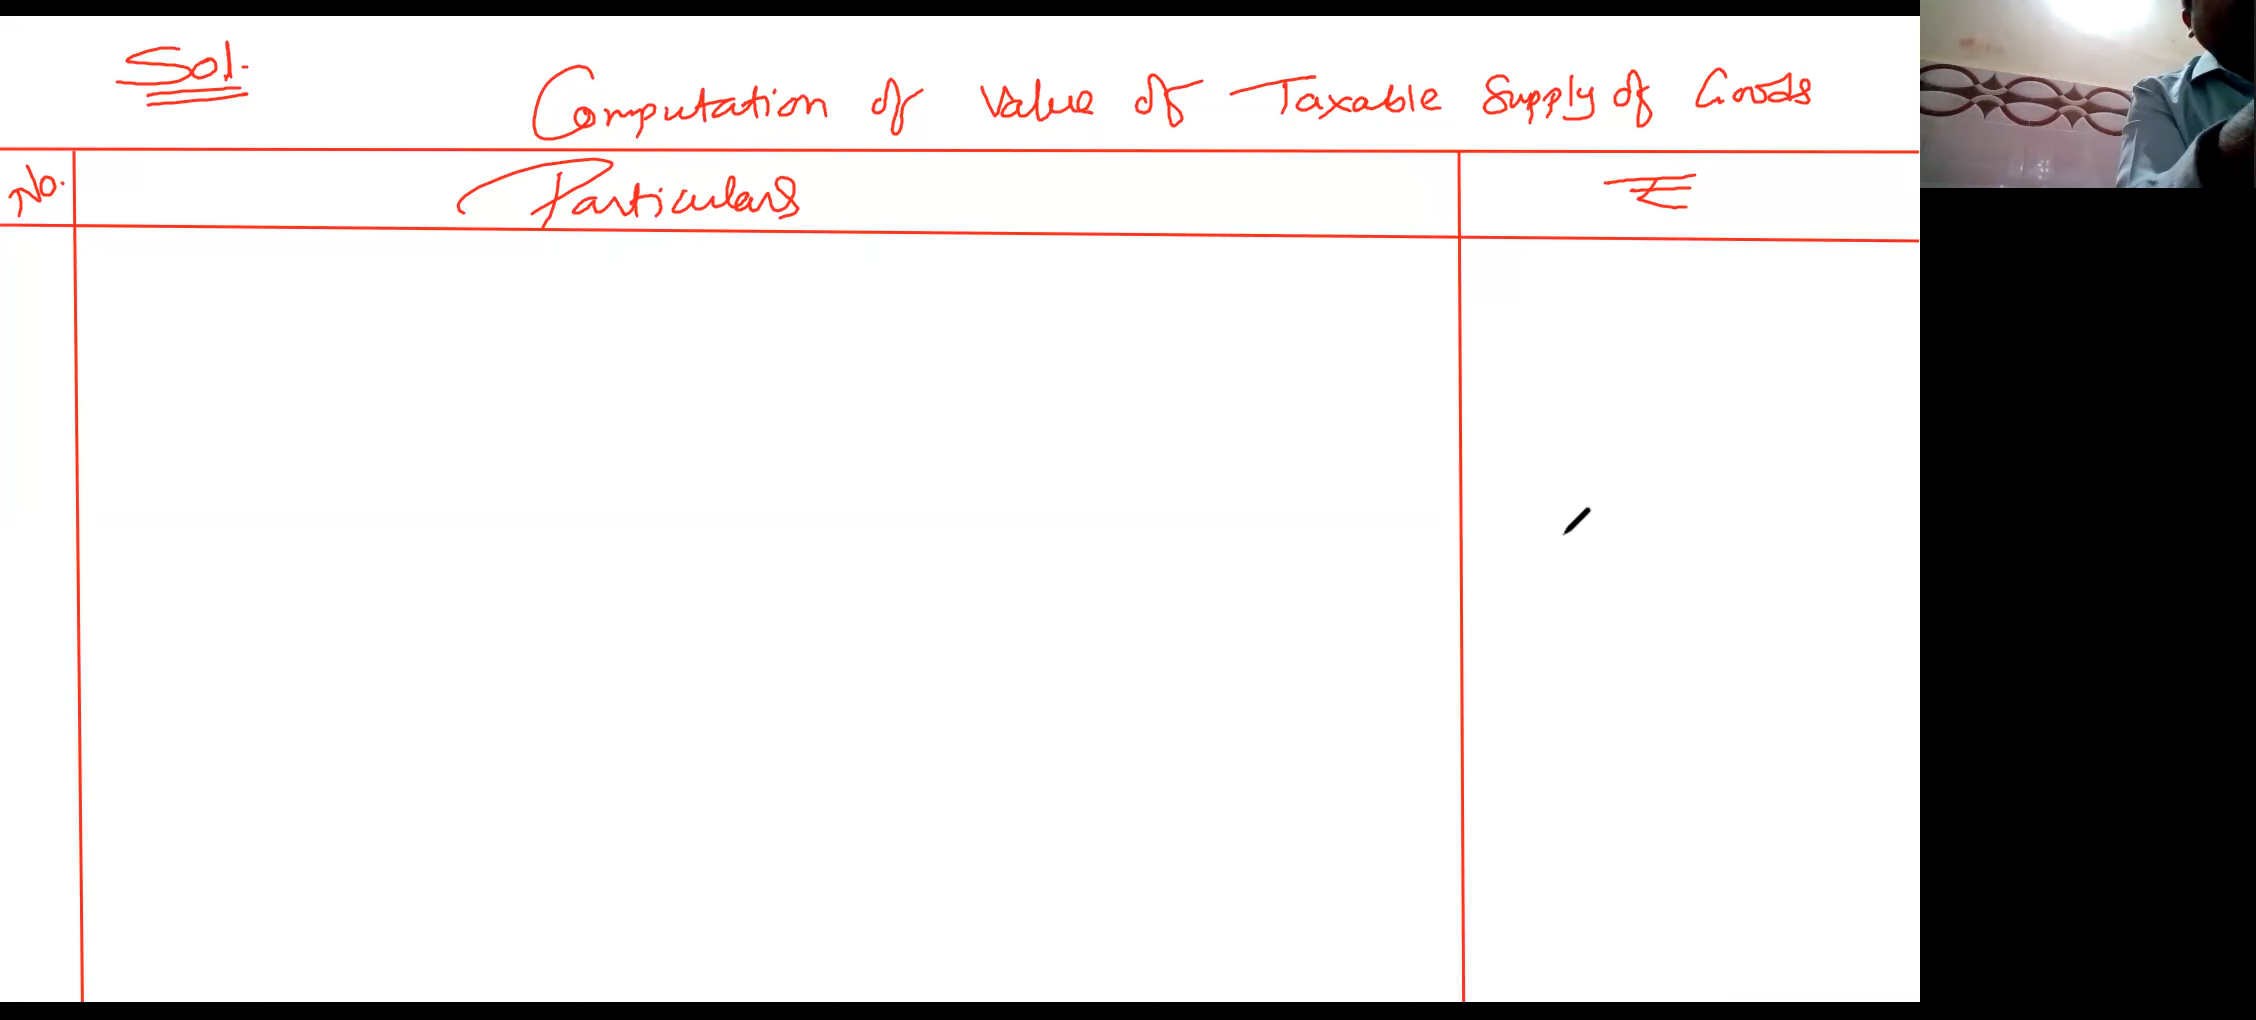 Sol.
Computation of Value of Taxable Supply of Goods
No. Particulars ₹